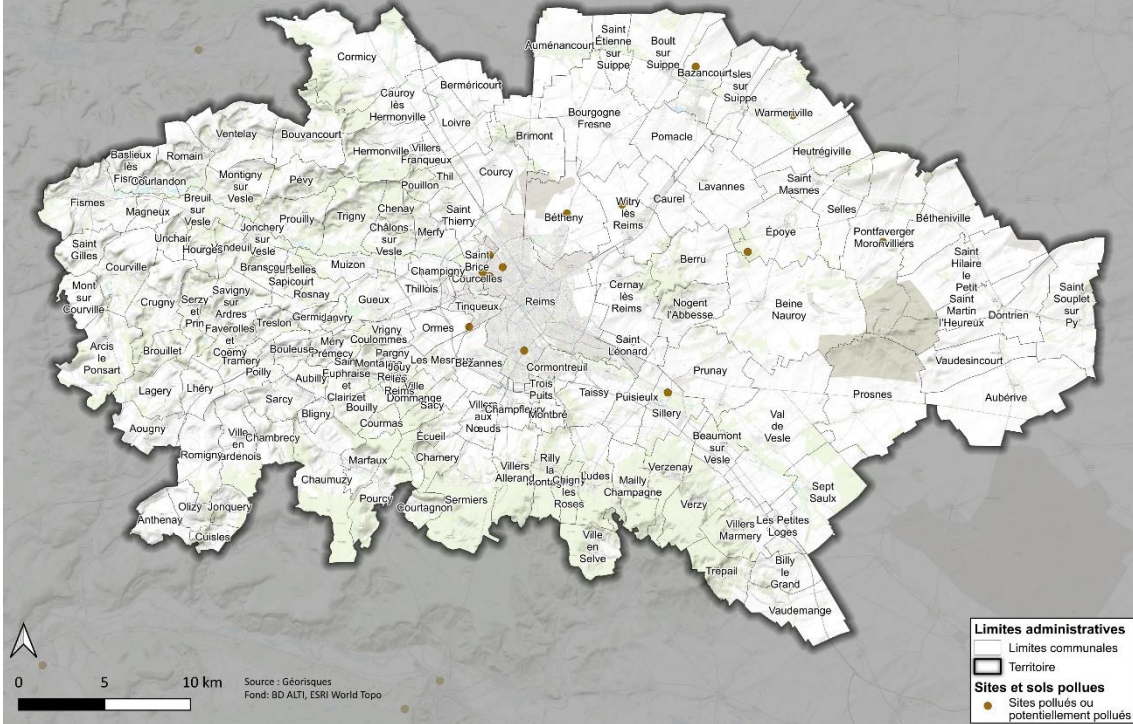 Cormicy
Auménancourt
Saint
Étienne
sur
Suippe
Boult
sur
Suippe
Bazancourt
Isles
sur
Suippe
Warmeriville
Berméricourt
Cauroy
lès
Hermonville
Loivre
Bourgogne
Fresne
Brimont
Pomacle
Heutrégiville
Ventelay
Bouvancourt
Romain
Baslieux
lès
Fismes
Courlandon
Montigny
sur
Vesle
Pévy
Hermonville
Villers
Franqueux
Thil
Pouillon
Courcy
Lavannes
Saint
Masmes
Selles
Fismes
Magneux
Breuil
sur
Vesle
Prouilly
Trigny
Chenay
Saint
Thierry
Merfy
Bétheny
Witry
lès
Reims
Caurel
Époye
Pontfaverger
Moronvilliers
Bétheniville
Saint
Gilles
Unchair
Hourges
Vendeuil
Jonchery
sur
Vesle
Châlons
sur
Vesle
Muizon
Champigny
Saint
Brice
Courcelles
Berru
Saint
Hilaire
le
Petit
Mont
sur
Courville
Courville
Branscourt
Sapicourt
Rosnay
Thillois
Gueux
Tinqueux
Reims
Cernay
lès
Reims
Nogent
l'Abbesse
Beine
Nauroy
Saint
Martin
l'Heureux
Dontrien
Saint
Souplet
sur
Py
Crugny
Serzy
et
Prin
Savigny
sur
Ardres
Faverolles
et
Coëmy
Treslon
Janvry
Vrigny
Coulommes
Ormes
Arcis
le
Ponsart
Brouillet
Tramery
Poilly
Bouleuse
Méry
Prémecy
Aubilly
Euphraise
et
Clairizet
Pargny
Jouy
lès
Reims
Ville
Dommange
Les Mesneux
Bezannes
Cormontreuil
Saint
Léonard
Prunay
Vaudesincourt
Lagery
Lhéry
Sarcy
Bligny
Bouilly
Sacy
Courmas
Villers
aux
Nœuds
Champfleury
Trois
Puits
Montbré
Taissy
Puisieulx
Sillery
Prosnes
Aubérive
Aougny
Ville
en
Tardenois
Chambrecy
Romigny
Marfaux
Chaumuzy
Écueil
Chamery
Villers
Allerand
Rilly
la
Montagne
Chigny
les
Roses
Ludes
Mailly
Champagne
Verzenay
Beaumont
sur
Vesle
Val
de
Vesle
Sept
Saulx
Pourcy
Courtagnon
Sermiers
Verzy
Olizy
Jonquery
Anthenay
Cuisles
Ville
en
Selve
Villers
Marmery
Les Petites
Loges
Trépail
Billy
le
Grand
Vaudemange
0 5 10 km
Source : Géorisques
Fond: BD ALTI, ESRI World Topo
Limites administratives
Limites communales
Territoire
Sites et sols pollues
Sites pollués ou
potentiellement pollués